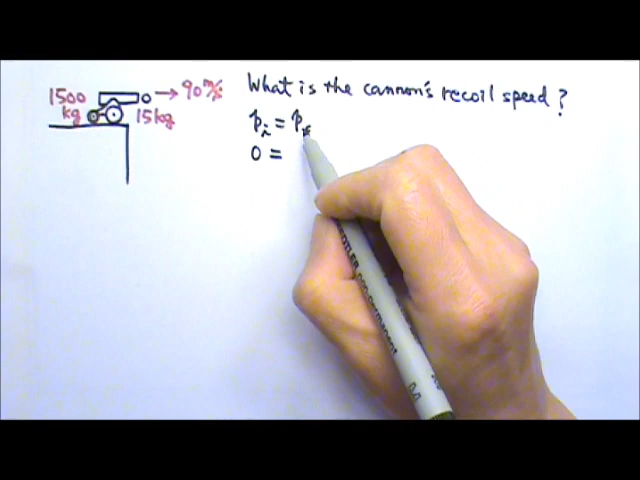 What is the cannon's recoil speed?
1500 kg
90 m/s
15kg
pi = pf
0 =